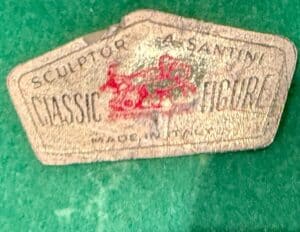 SCULPTOR A. SANTINI
CLASSIC FIGURE
MADE IN ITALY